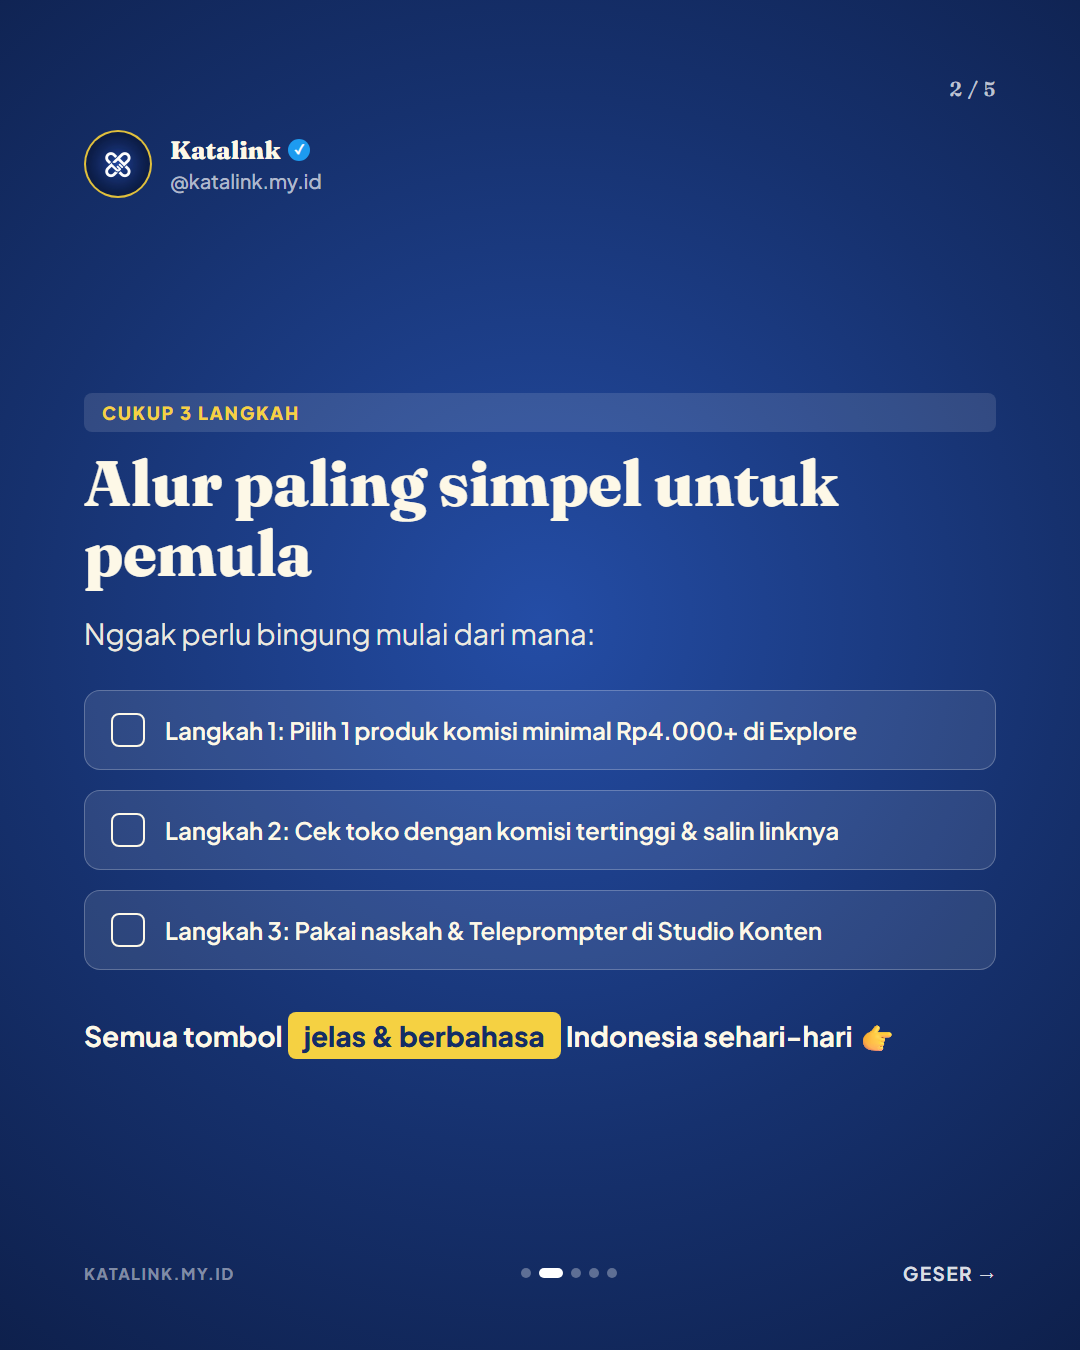 2 / 5
Katalink
@katalink.my.id
CUKUP 3 LANGKAH
Alur paling simpel untuk
pemula
Nggak perlu bingung mulai dari mana:
Langkah 1: Pilih 1 produk komisi minimal Rp4.000+ di Explore
Langkah 2: Cek toko dengan komisi tertinggi & salin linknya
Langkah 3: Pakai naskah & Teleprompter di Studio Konten
Semua tombol jelas & berbahasa Indonesia sehari-hari 👉
KATALINK.MY.ID
GESER →